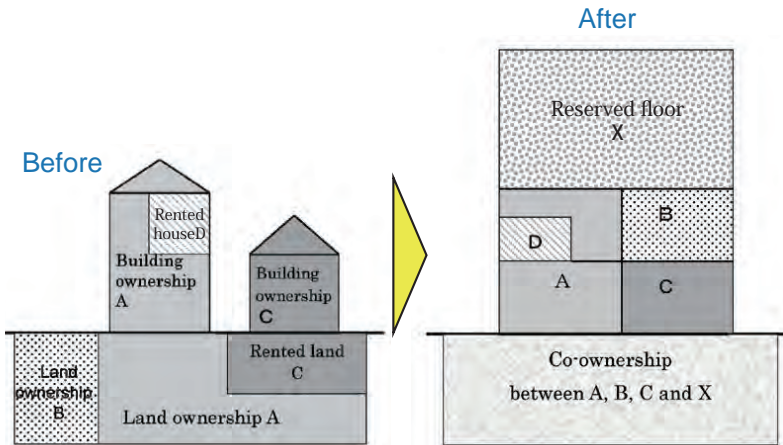 Before
Rented
houseD
Building
ownership
A
Building
ownership
C
Land
ownership
B
Rented land
C
Land ownership A
After
Reserved floor
X
B
D
A
C
Co-ownership
between A, B, C and X